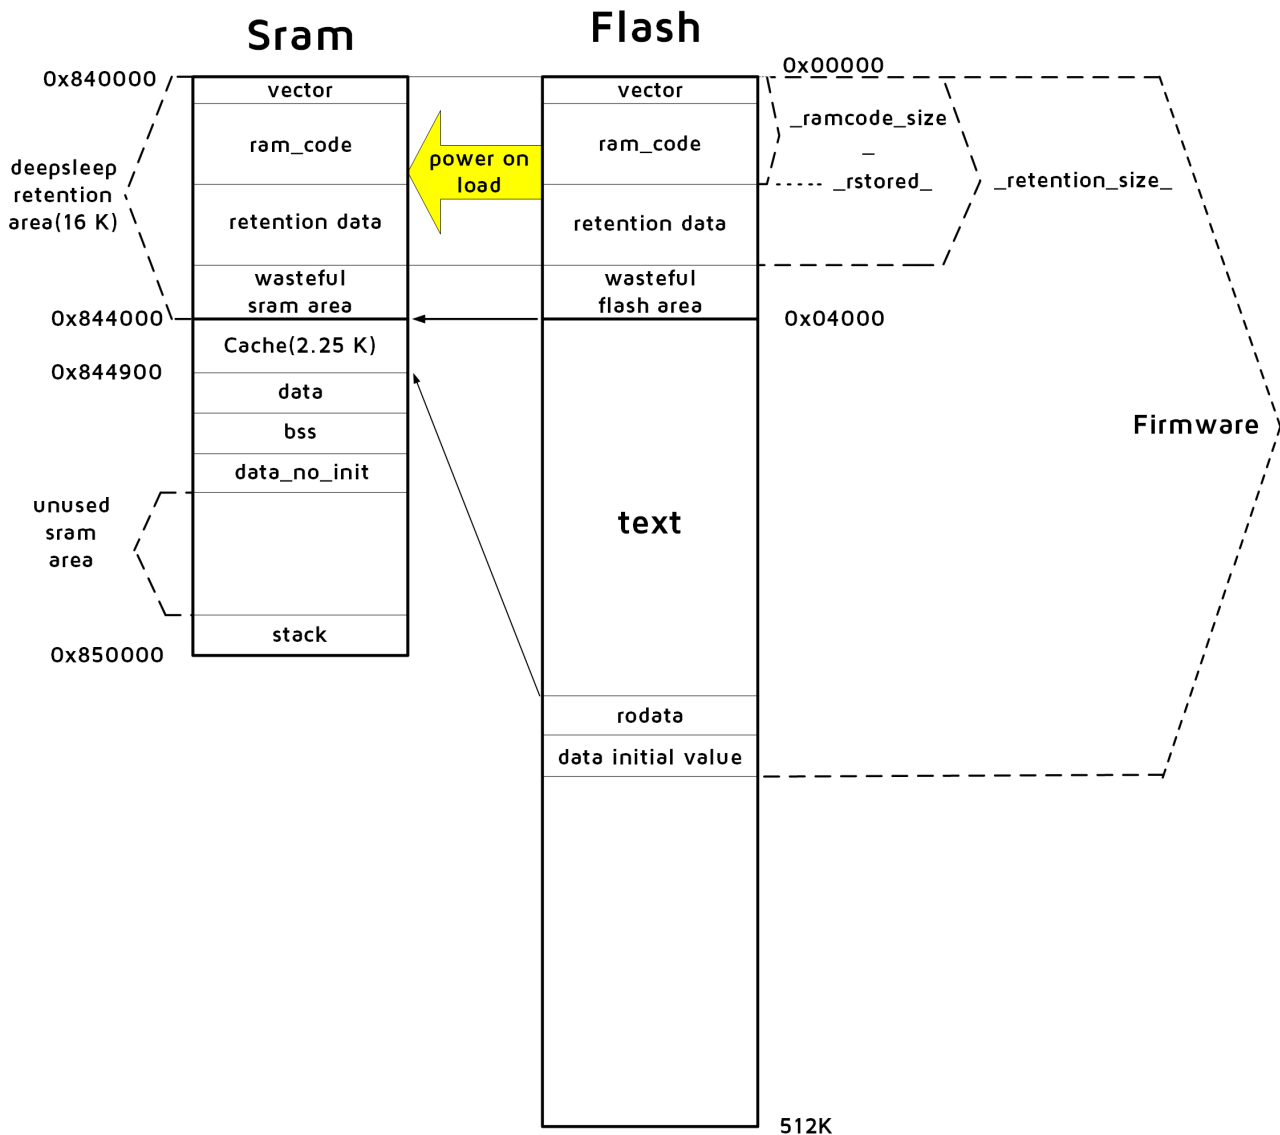 Sram
Flash
0x840000
0x00000
vector
vector
ram_code
ram_code
power on
load
_ramcode_size
_
_rstored_
_retention_size_
deepsleep
retention
area(16 K)
retention data
retention data
wasteful
sram area
wasteful
flash area
0x844000
0x04000
Cache(2.25 K)
0x844900
data
bss
data_no_init
Firmware
unused
sram
area
text
stack
0x850000
rodata
data initial value
512K